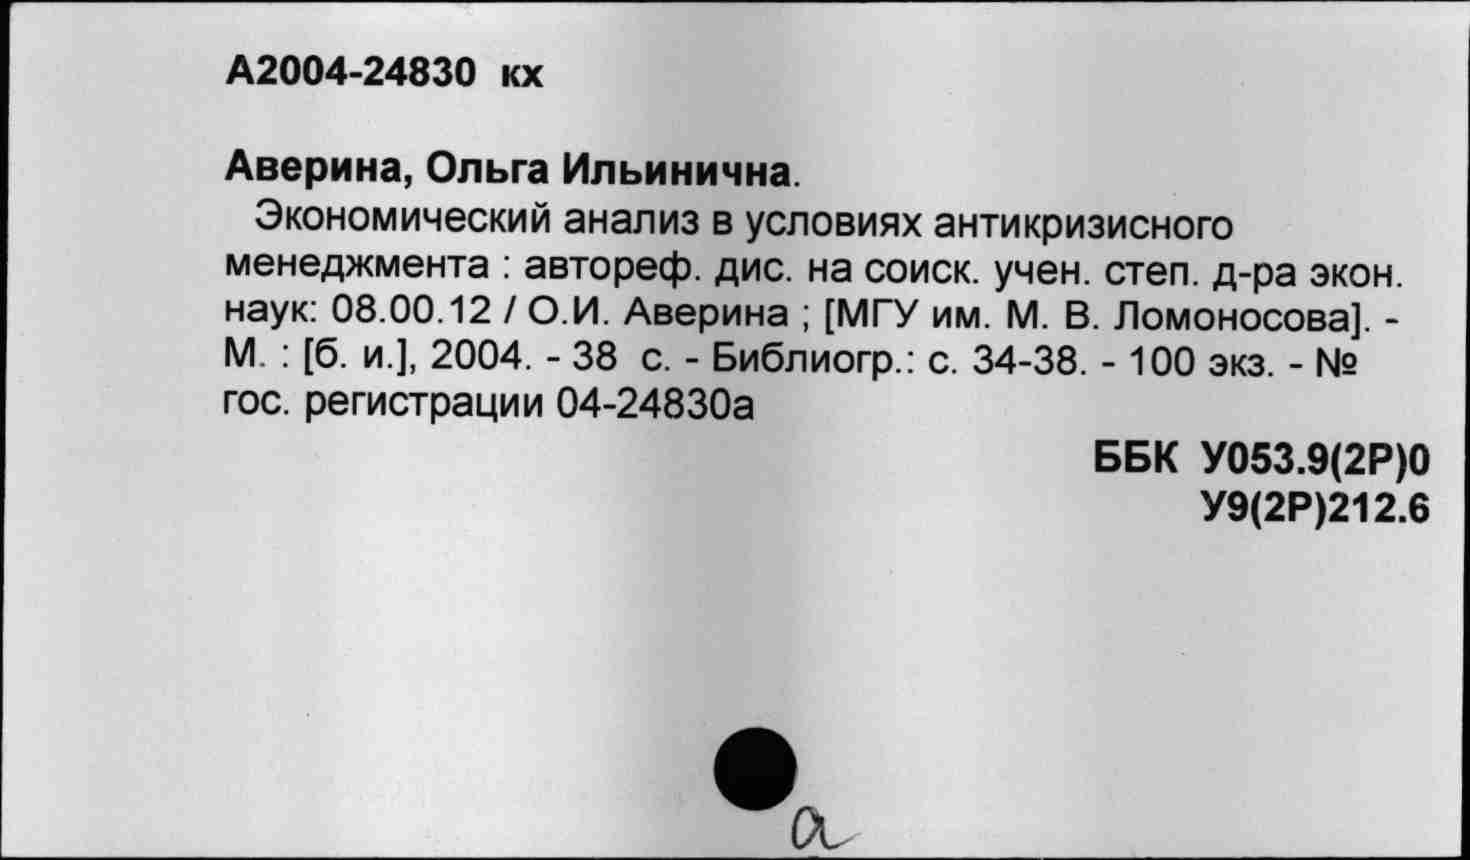 А2004-24830 кх
Аверина, Ольга Ильинична.
Экономический анализ в условиях антикризисного
менеджмента : автореф. дис. на соиск. учен. степ. д-ра экон.
наук: 08.00.12 / О.И. Аверина ; [МГУ им. М. В. Ломоносова]. -
М. : [б. и.], 2004. - 38 с. - Библиогр.: с. 34-38. - 100 экз. - №
гос. регистрации 04-24830а
ББК У053.9(2Р)0
У9(2Р)212.6
а